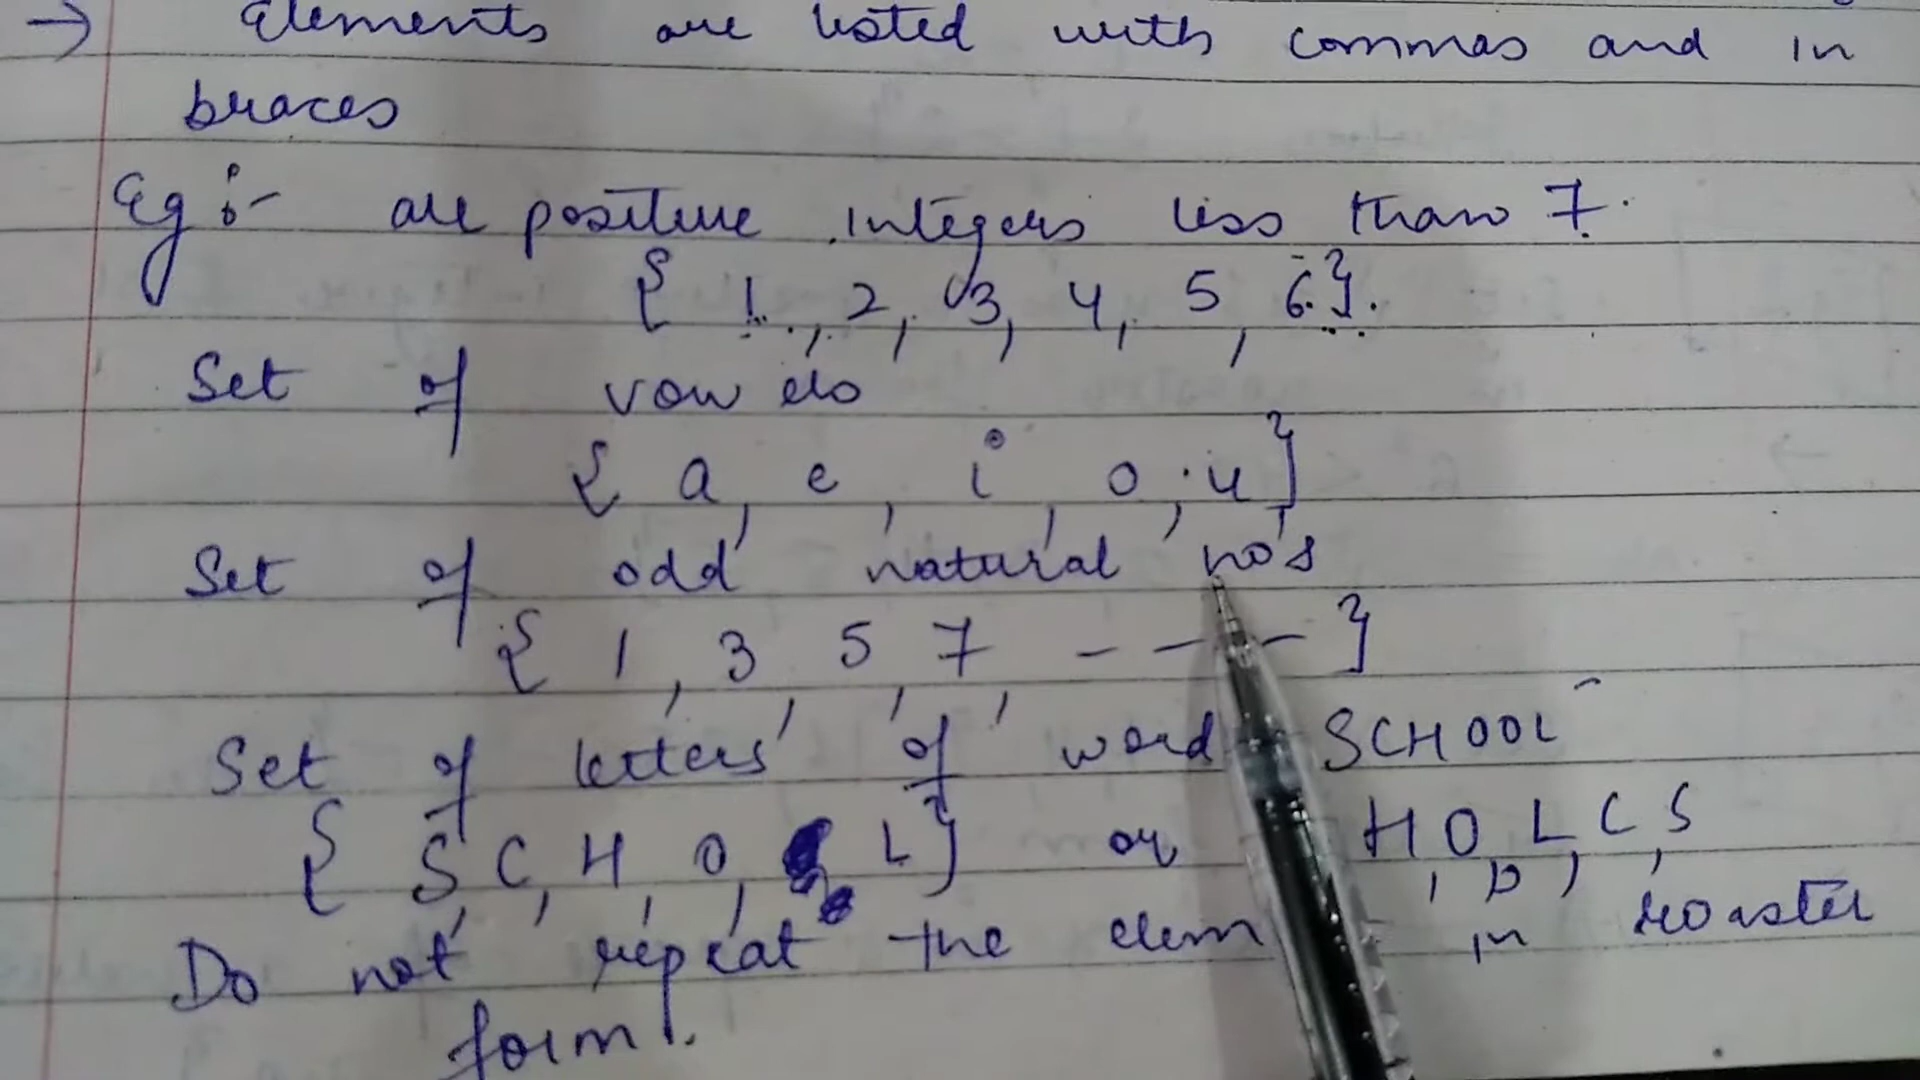 → Elements are listed with commas and in
braces
Eg :- all positive integers less than 7.
{ 1, 2, 3, 4, 5, 6 }.
Set of vowels
{ a, e, i, o, u }
Set of odd natural no's
{ 1, 3, 5, 7, - - - }
Set of letters of word SCHOOL
{ S, C, H, O, L } or H, O, L, C, S
Do not repeat the elem in roaster
form.